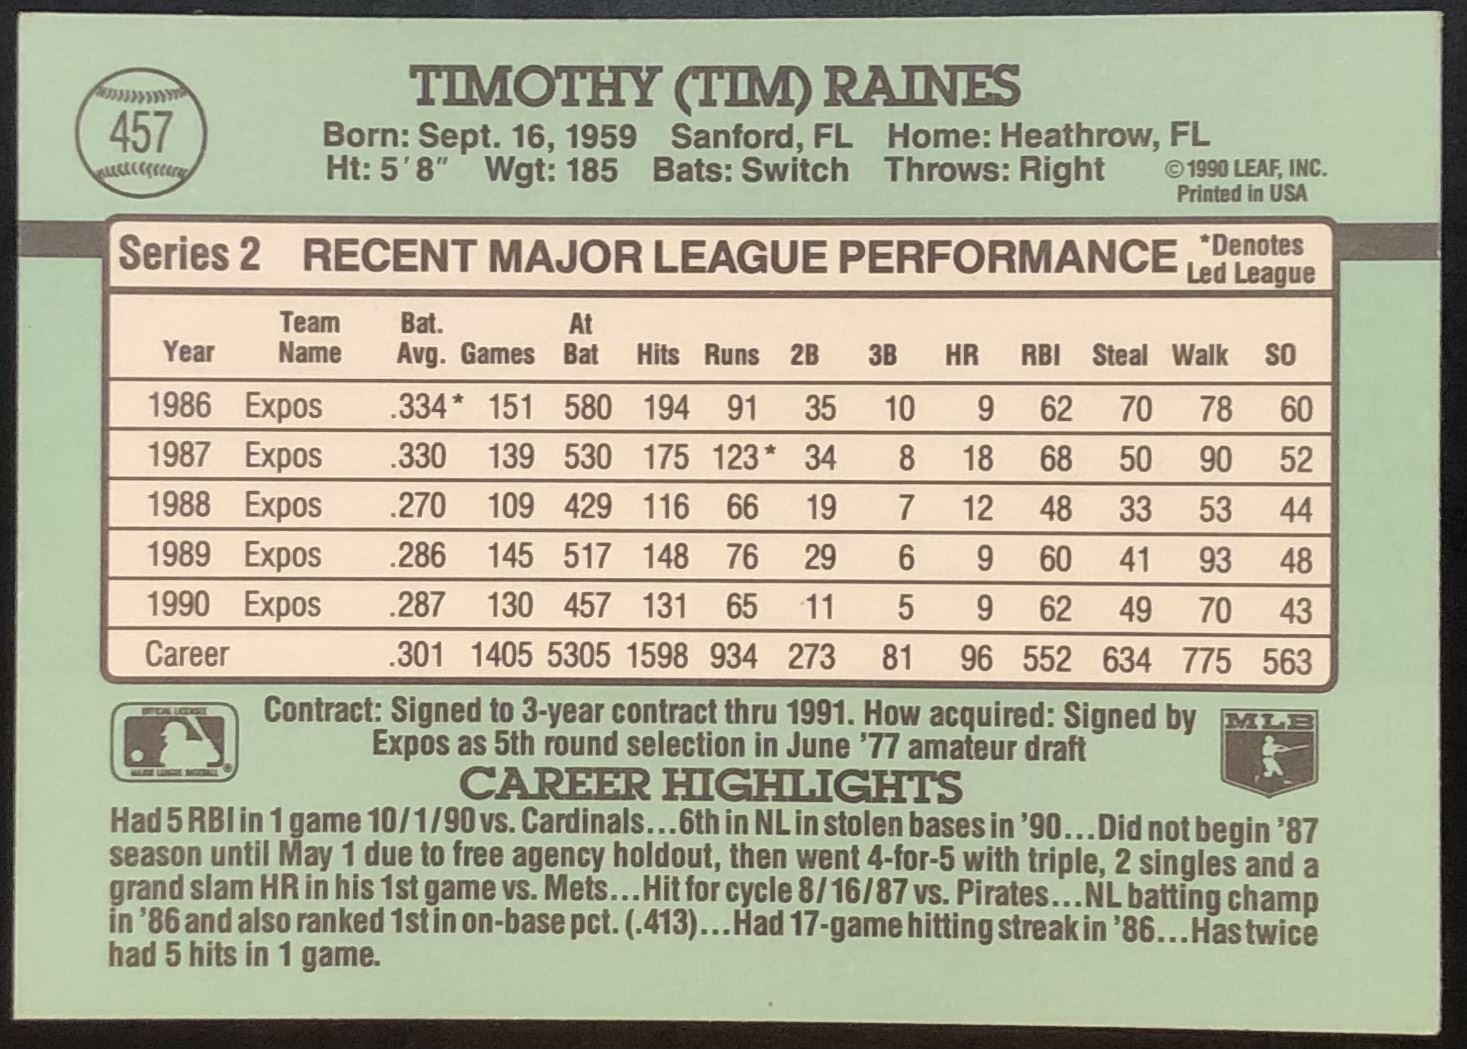 457
TIMOTHY (TIM) RAINES
Born: Sept. 16, 1959 Sanford, FL Home: Heathrow, FL
Ht: 5'8" Wgt: 185 Bats: Switch Throws: Right
©1990 LEAF, INC.
Printed in USA
Series 2 RECENT MAJOR LEAGUE PERFORMANCE *Denotes
Led League
Team Bat. At
Year Name Avg. Games Bat Hits Runs 2B 3B HR RBI Steal Walk SO
1986 Expos .334* 151 580 194 91 35 10 9 62 70 78 60
1987 Expos .330 139 530 175 123* 34 8 18 68 50 90 52
1988 Expos .270 109 429 116 66 19 7 12 48 33 53 44
1989 Expos .286 145 517 148 76 29 6 9 60 41 93 48
1990 Expos .287 130 457 131 65 11 5 9 62 49 70 43
Career .301 1405 5305 1598 934 273 81 96 552 634 775 563
Contract: Signed to 3-year contract thru 1991. How acquired: Signed by
Expos as 5th round selection in June '77 amateur draft
MLB
CAREER HIGHLIGHTS
Had 5 RBI in 1 game 10/1/90 vs. Cardinals...6th in NL in stolen bases in '90...Did not begin '87
season until May 1 due to free agency holdout, then went 4-for-5 with triple, 2 singles and a
grand slam HR in his 1st game vs. Mets...Hit for cycle 8/16/87 vs. Pirates...NL batting champ
in '86 and also ranked 1st in on-base pct. (.413)...Had 17-game hitting streak in '86...Has twice
had 5 hits in 1 game.